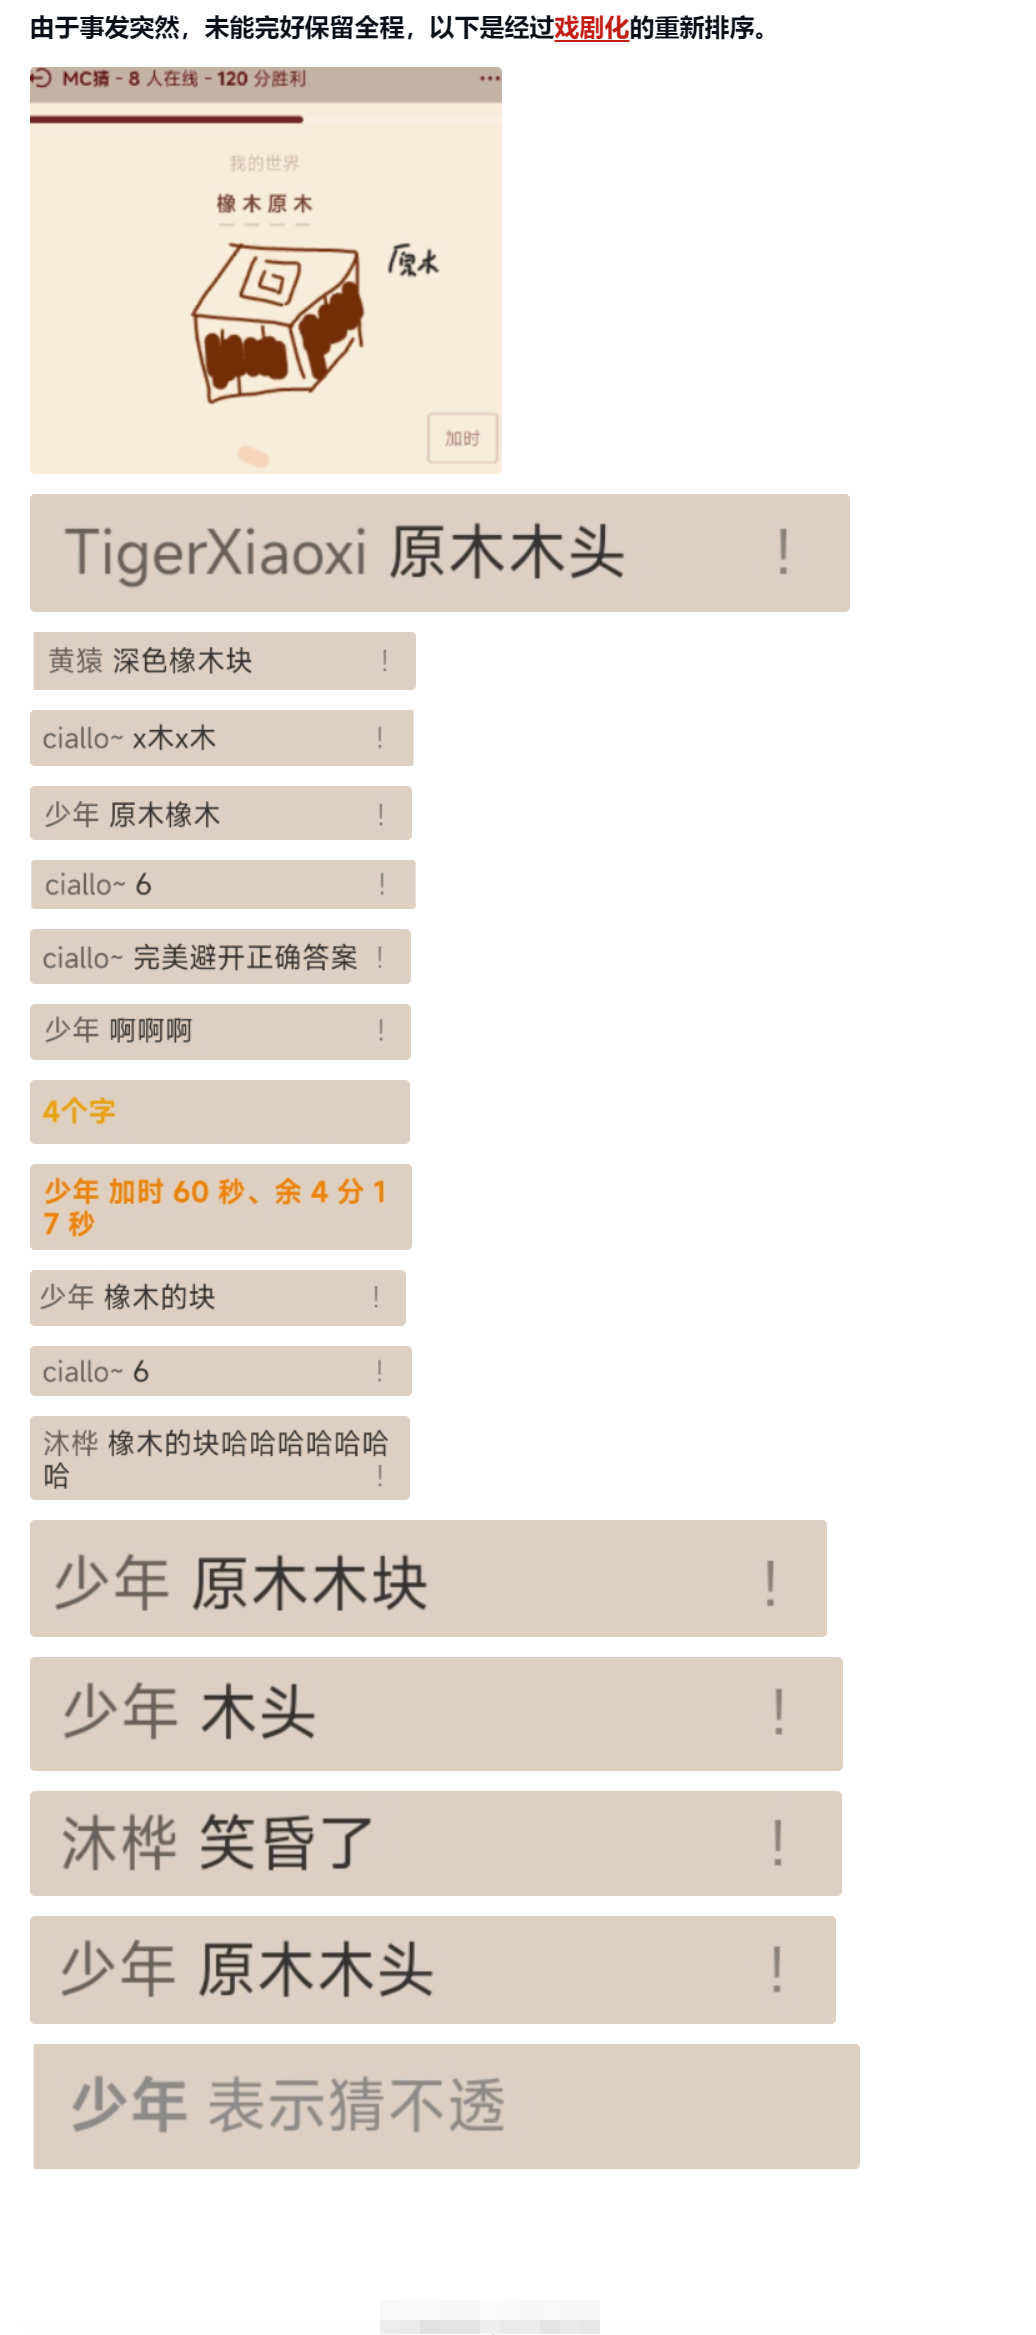 由于事发突然，未能完好保留全程，以下是经过戏剧化的重新排序。
MC猜 - 8 人在线 - 120 分胜利 •••
我的世界
橡木原木
原木
加时
TigerXiaoxi 原木木头 !
黄猿 深色橡木块 !
ciallo~ x木x木 !
少年 原木橡木 !
ciallo~ 6 !
ciallo~ 完美避开正确答案 !
少年 啊啊啊 !
4个字
少年 加时 60 秒、余 4 分 1
7 秒
少年 橡木的块 !
ciallo~ 6 !
沐桦 橡木的块哈哈哈哈哈哈
哈 !
少年 原木木块 !
少年 木头 !
沐桦 笑昏了 !
少年 原木木头 !
少年 表示猜不透